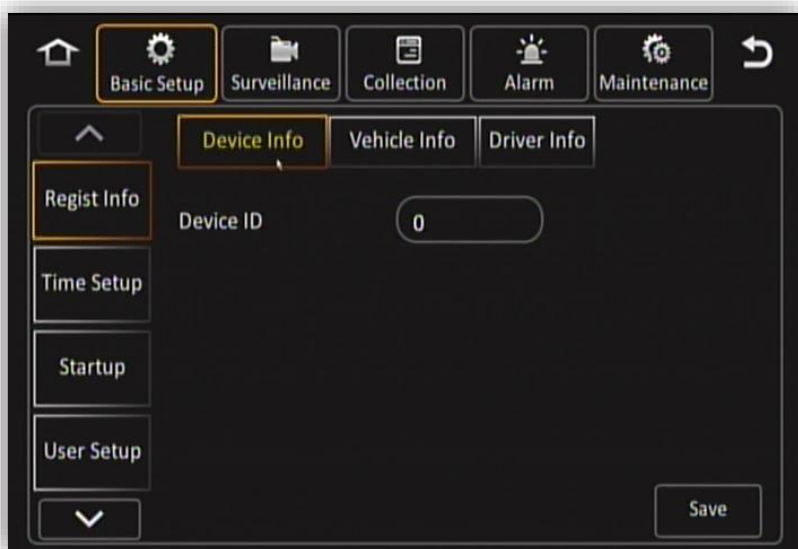 Basic Setup
Surveillance
Collection
Alarm
Maintenance
Device Info
Vehicle Info
Driver Info
Regist Info
Device ID
0
Time Setup
Startup
User Setup
Save